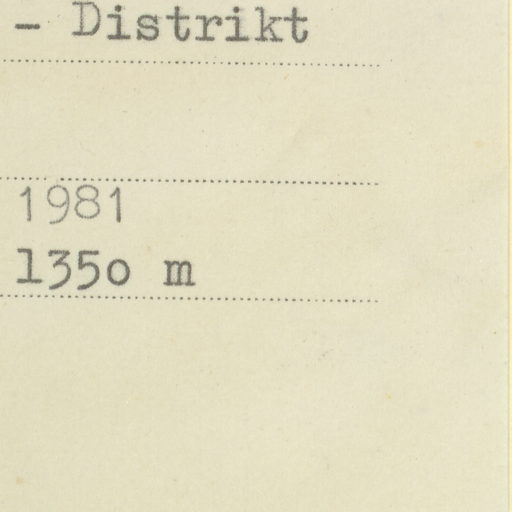 - Distrikt
1981
135o m